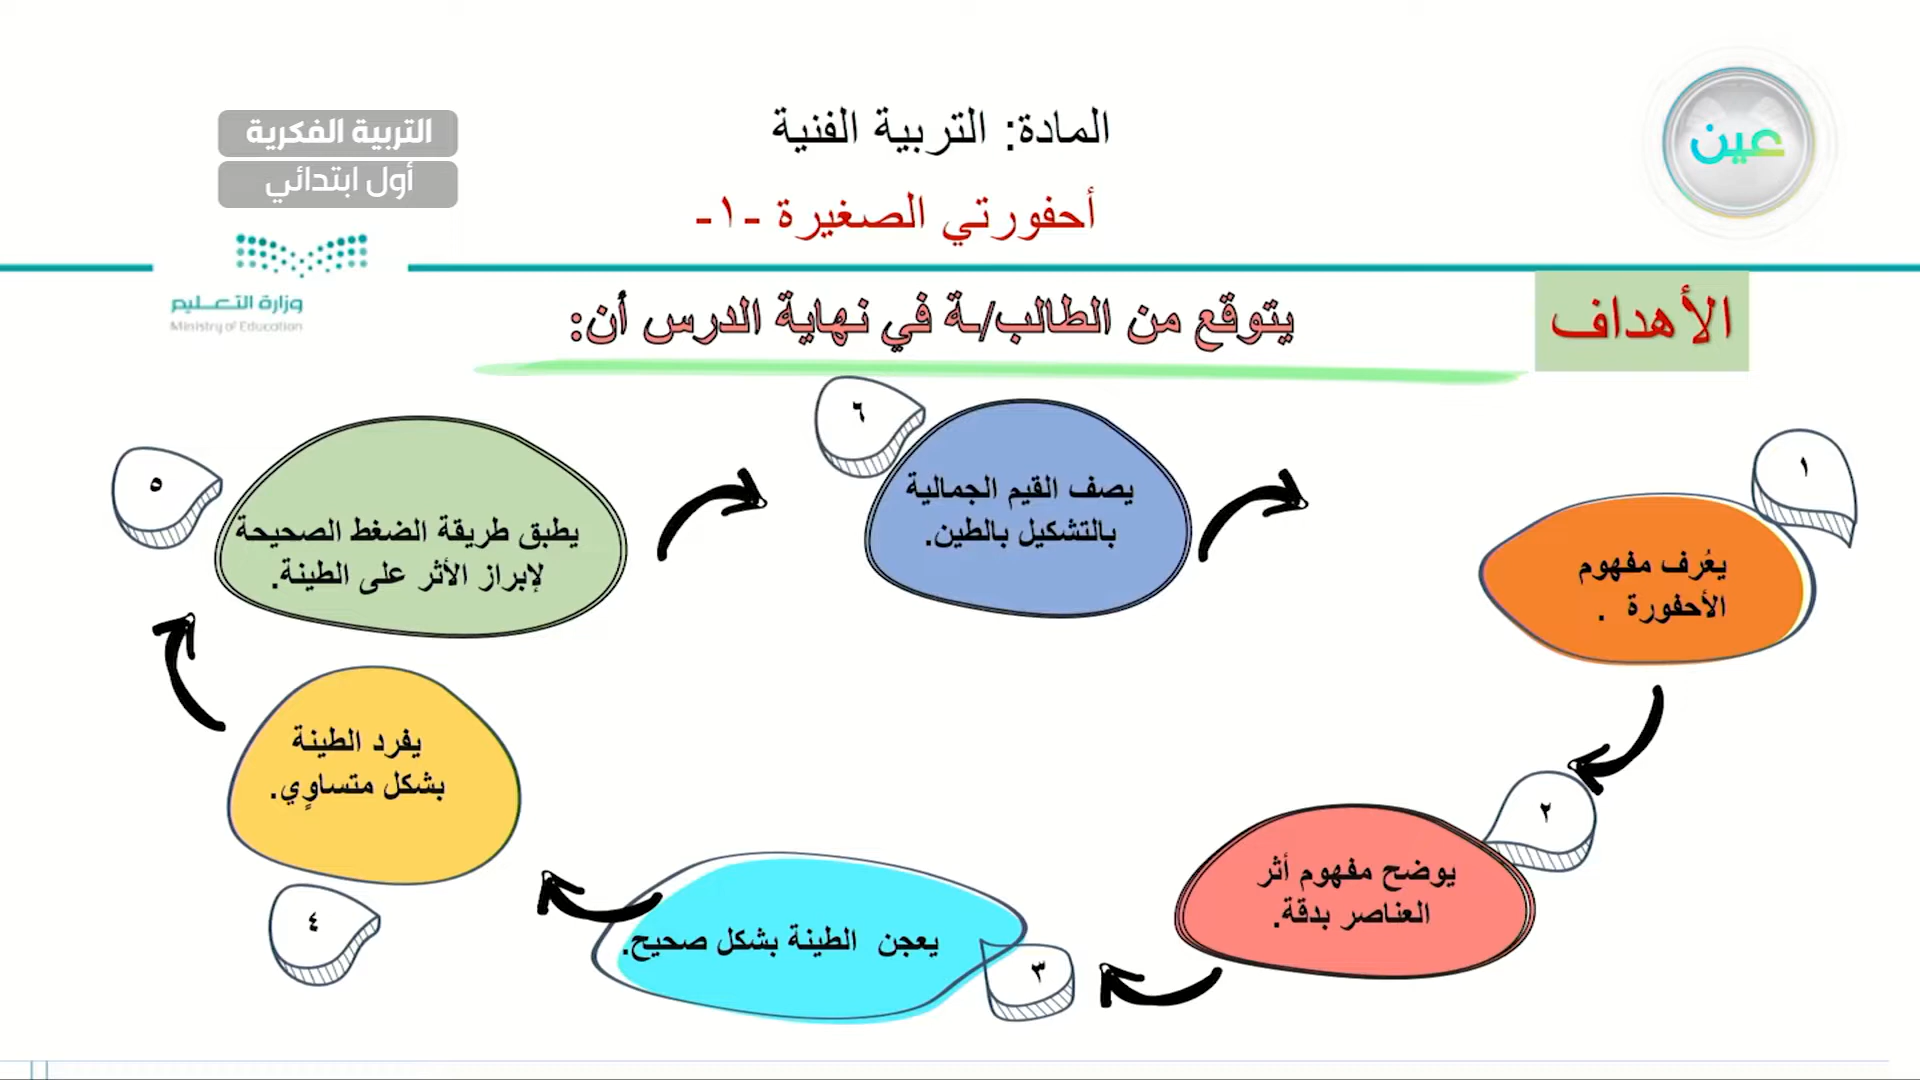 المادة: التربية الفنية
أحفورتي الصغيرة -١-
عين
التربية الفكرية
أول ابتدائي
وزارة التعـــليم
Ministry of Education
الأهداف
يتوقع من الطالب/ـة في نهاية الدرس أن:
١
يعُرف مفهوم
الأحفورة .
٢
يوضح مفهوم أثر
العناصر بدقة.
٣
يعجن الطينة بشكل صحيح.
٤
يفرد الطينة
بشكل متساوٍي.
٥
يطبق طريقة الضغط الصحيحة
لإبراز الأثر على الطينة.
٦
يصف القيم الجمالية
بالتشكيل بالطين.